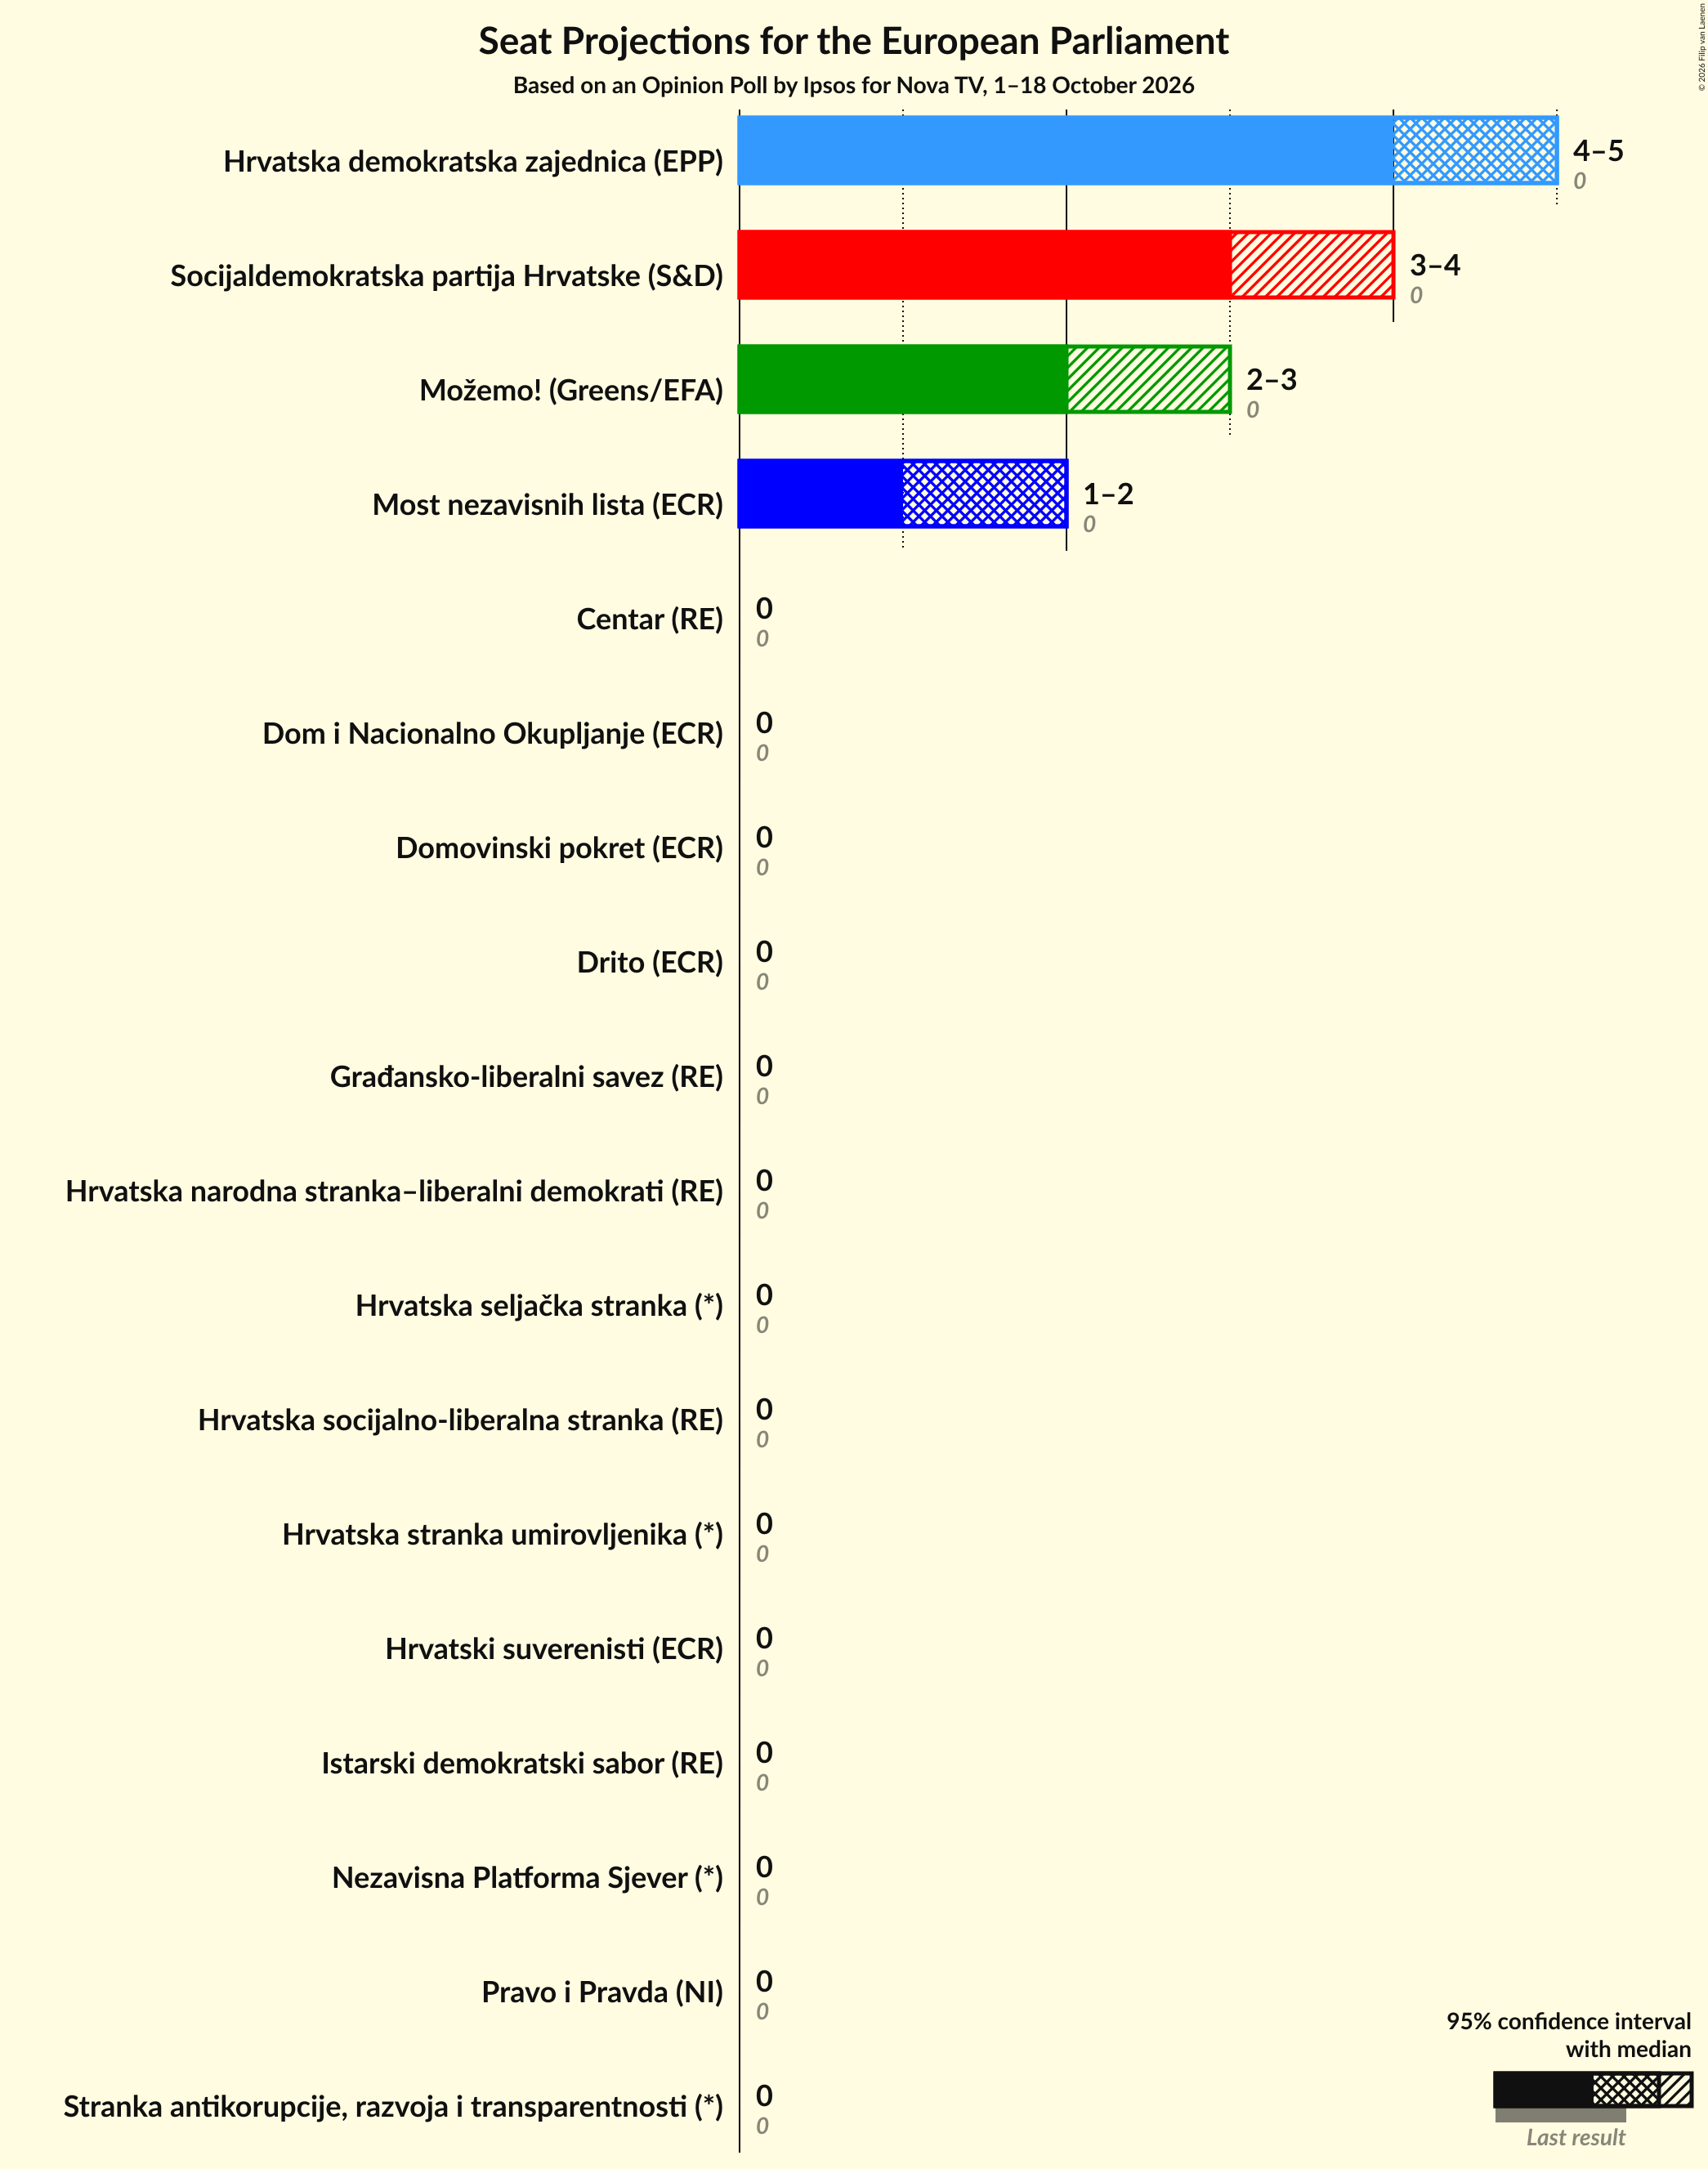 Seat Projections for the European Parliament
Based on an Opinion Poll by Ipsos for Nova TV, 1–18 October 2026
© 2026 Filip van Laenen
Hrvatska demokratska zajednica (EPP)
4–5
0
Socijaldemokratska partija Hrvatske (S&D)
3–4
0
Možemo! (Greens/EFA)
2–3
0
Most nezavisnih lista (ECR)
1–2
0
Centar (RE)
0
0
Dom i Nacionalno Okupljanje (ECR)
0
0
Domovinski pokret (ECR)
0
0
Drito (ECR)
0
0
Građansko-liberalni savez (RE)
0
0
Hrvatska narodna stranka–liberalni demokrati (RE)
0
0
Hrvatska seljačka stranka (*)
0
0
Hrvatska socijalno-liberalna stranka (RE)
0
0
Hrvatska stranka umirovljenika (*)
0
0
Hrvatski suverenisti (ECR)
0
0
Istarski demokratski sabor (RE)
0
0
Nezavisna Platforma Sjever (*)
0
0
Pravo i Pravda (NI)
0
0
Stranka antikorupcije, razvoja i transparentnosti (*)
0
0
95% confidence interval
with median
Last result